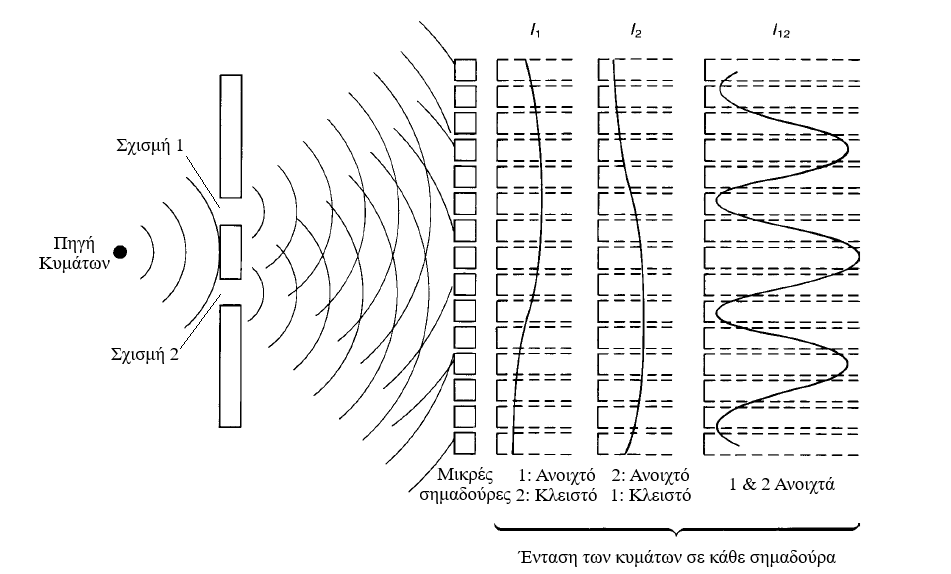 I₁
I₂
I₁₂
Σχισμή 1
Πηγή
Κυμάτων
Σχισμή 2
Μικρές
σημαδούρες
1: Ανοιχτό
2: Κλειστό
2: Ανοιχτό
1: Κλειστό
1 & 2 Ανοιχτά
Ένταση των κυμάτων σε κάθε σημαδούρα